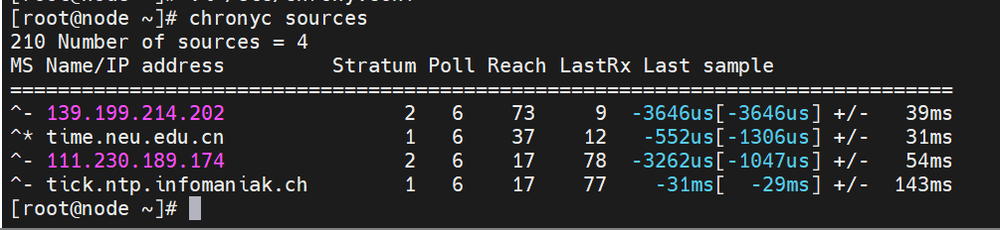 [root@node ~]# chronyc sources
210 Number of sources = 4
MS Name/IP address         Stratum Poll Reach LastRx Last sample
===============================================================================
^- 139.199.214.202               2   6    73     9  -3646us[-3646us] +/-   39ms
^* time.neu.edu.cn               1   6    37    12   -552us[-1306us] +/-   31ms
^- 111.230.189.174               2   6    17    78  -3262us[-1047us] +/-   54ms
^- tick.ntp.infomaniak.ch        1   6    17    77    -31ms[  -29ms] +/-  143ms
[root@node ~]#